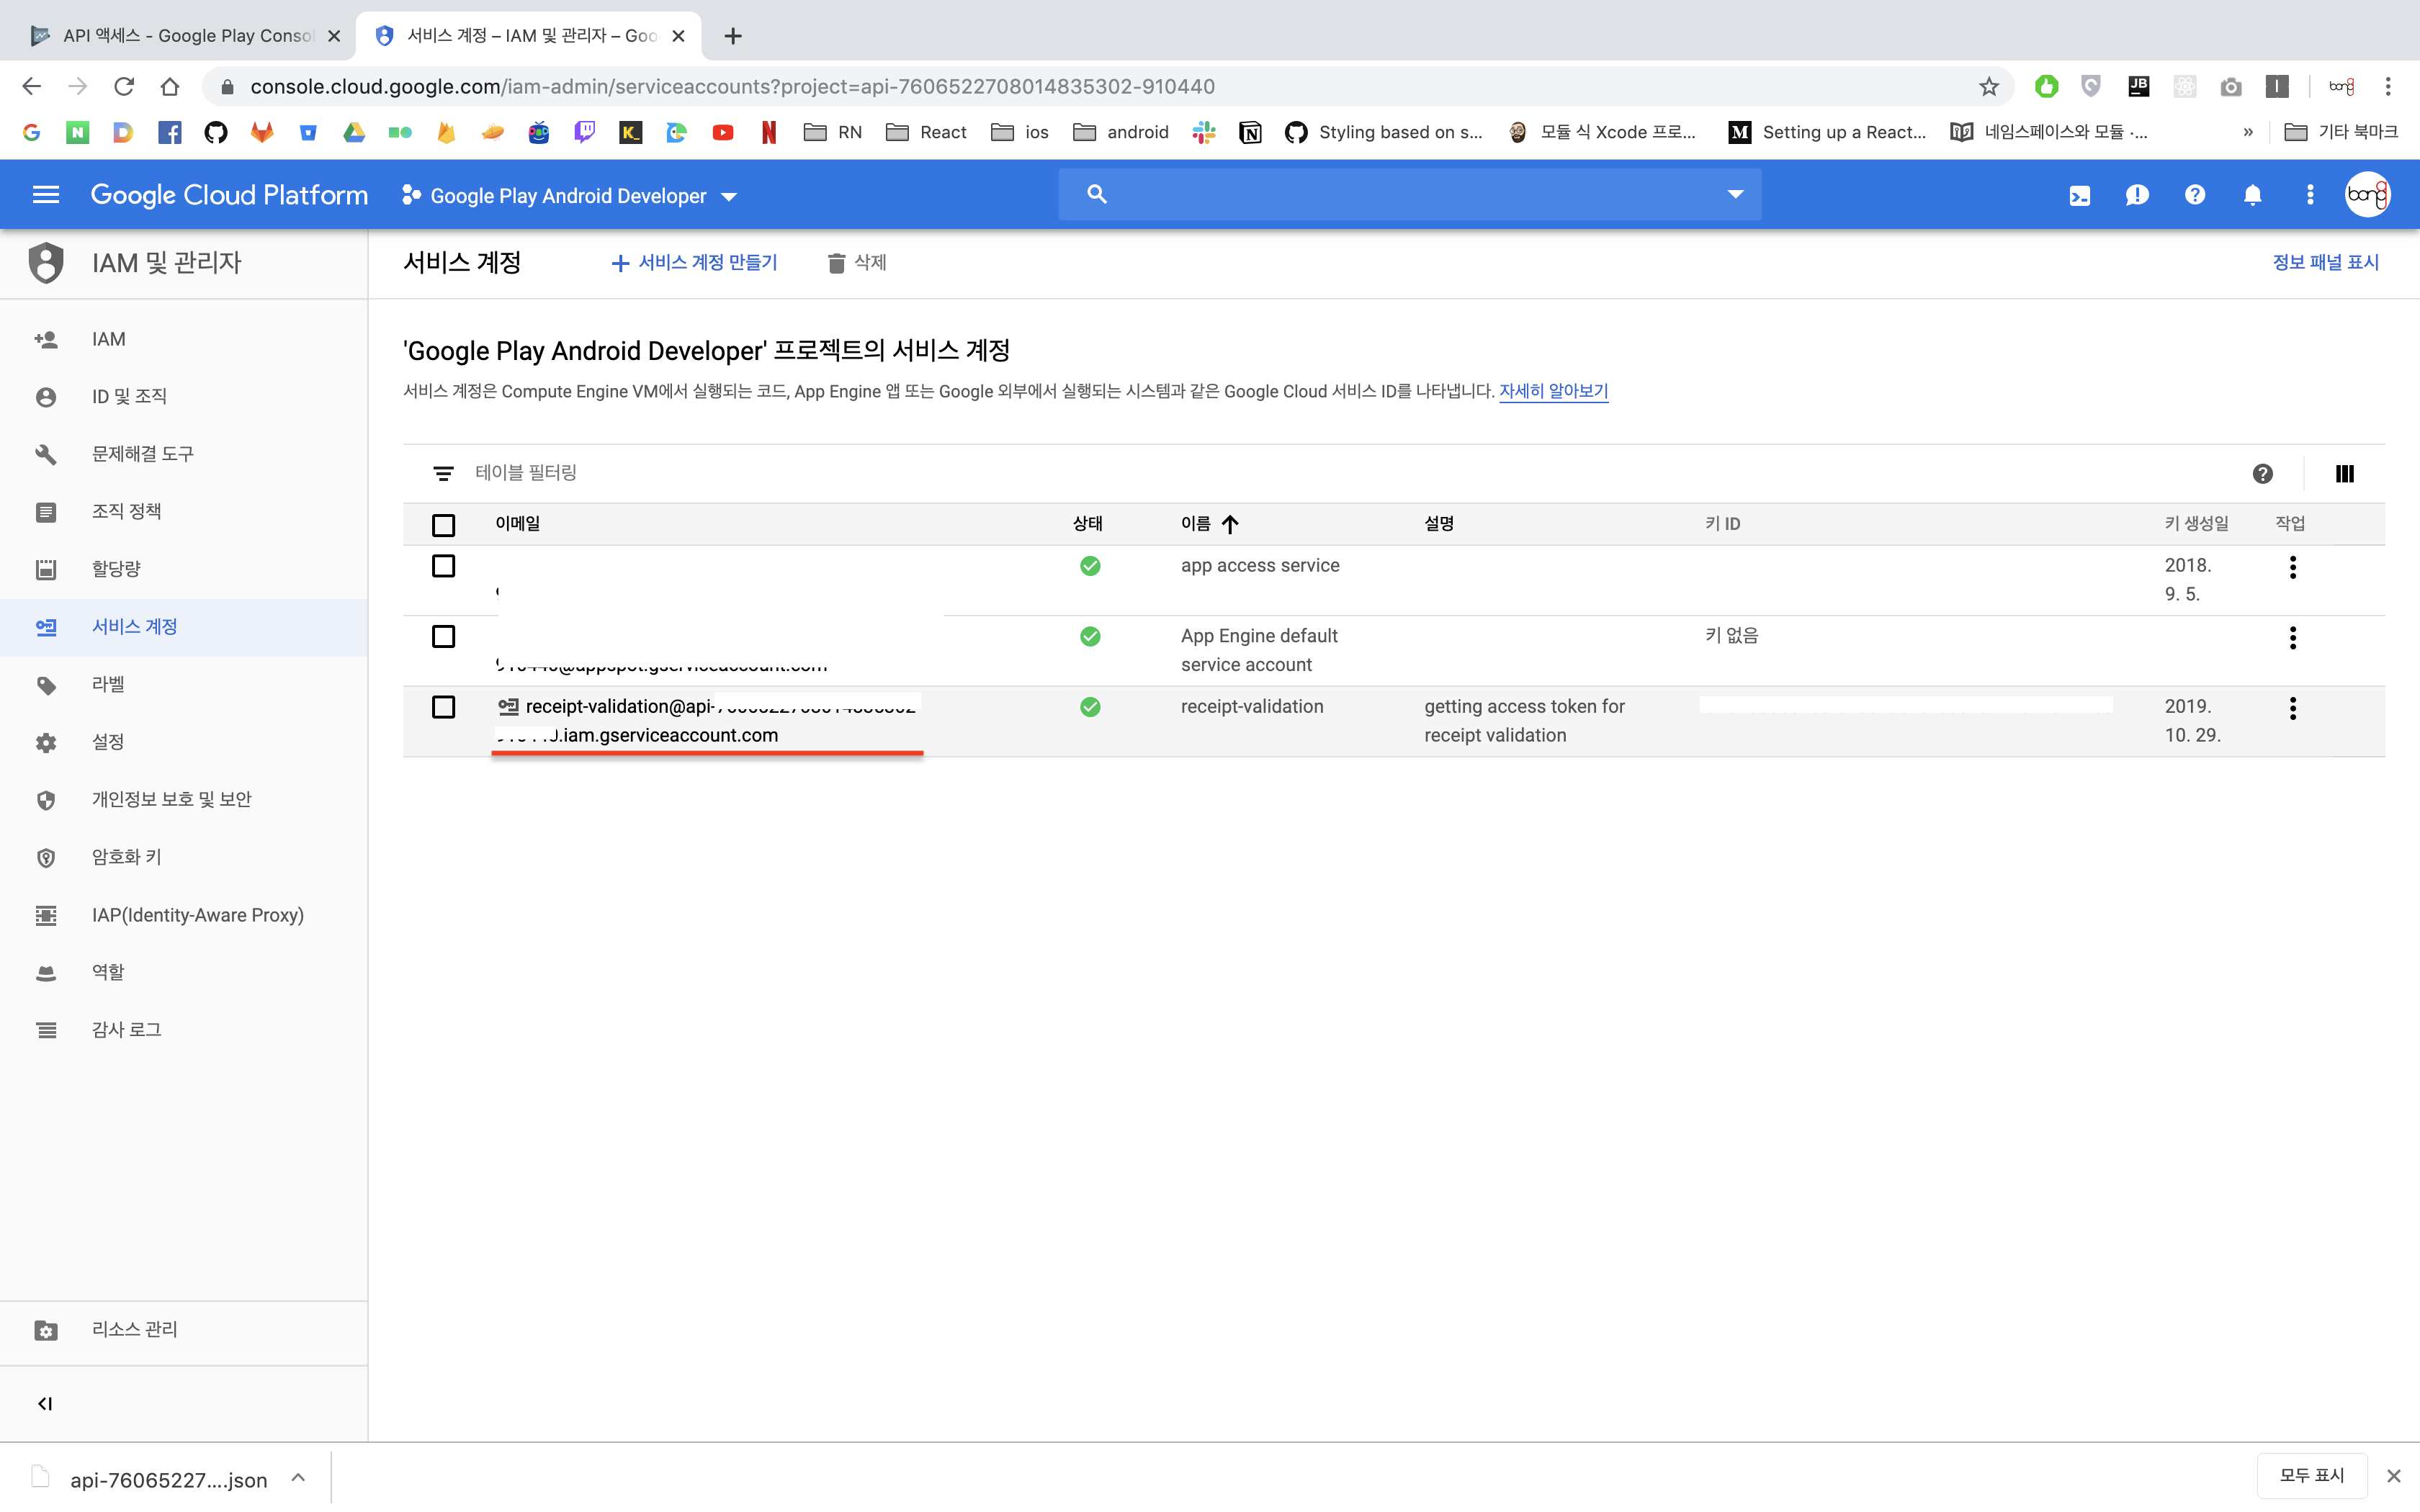 API 액세스 - Google Play Consol
서비스 계정 – IAM 및 관리자 – Goo
console.cloud.google.com/iam-admin/serviceaccounts?project=api-7606522708014835302-910440
RN
React
ios
android
Styling based on s...
모듈 식 Xcode 프로...
Setting up a React...
네임스페이스와 모듈 ·...
»
기타 북마크
Google Cloud Platform
Google Play Android Developer
IAM 및 관리자
서비스 계정
서비스 계정 만들기
삭제
정보 패널 표시
IAM
ID 및 조직
문제해결 도구
조직 정책
할당량
서비스 계정
라벨
설정
개인정보 보호 및 보안
암호화 키
IAP(Identity-Aware Proxy)
역할
감사 로그
리소스 관리
'Google Play Android Developer' 프로젝트의 서비스 계정
서비스 계정은 Compute Engine VM에서 실행되는 코드, App Engine 앱 또는 Google 외부에서 실행되는 시스템과 같은 Google Cloud 서비스 ID를 나타냅니다. 자세히 알아보기
테이블 필터링
이메일 상태 이름 설명 키 ID 키 생성일 작업
app access service 2018.
9. 5.
App Engine default 키 없음
service account
receipt-validation@api- receipt-validation getting access token for 2019.
.iam.gserviceaccount.com receipt validation 10. 29.
api-76065227....json
모두 표시